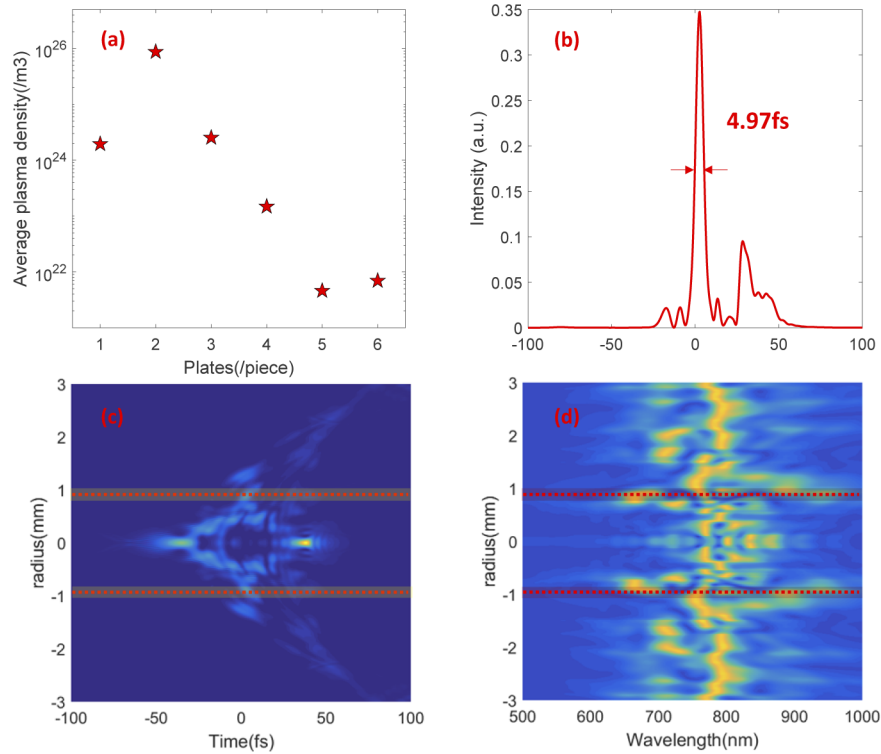 (a)
Average plasma density(/m3)
10^26
10^24
10^22
1 2 3 4 5 6
Plates(/piece)
(b)
Intensity (a.u.)
0.35
0.3
0.25
0.2
0.15
0.1
0.05
0
4.97fs
-100 -50 0 50 100
(c)
radius(mm)
3
2
1
0
-1
-2
-3
-100 -50 0 50 100
Time(fs)
(d)
radius(mm)
3
2
1
0
-1
-2
-3
500 600 700 800 900 1000
Wavelength(nm)